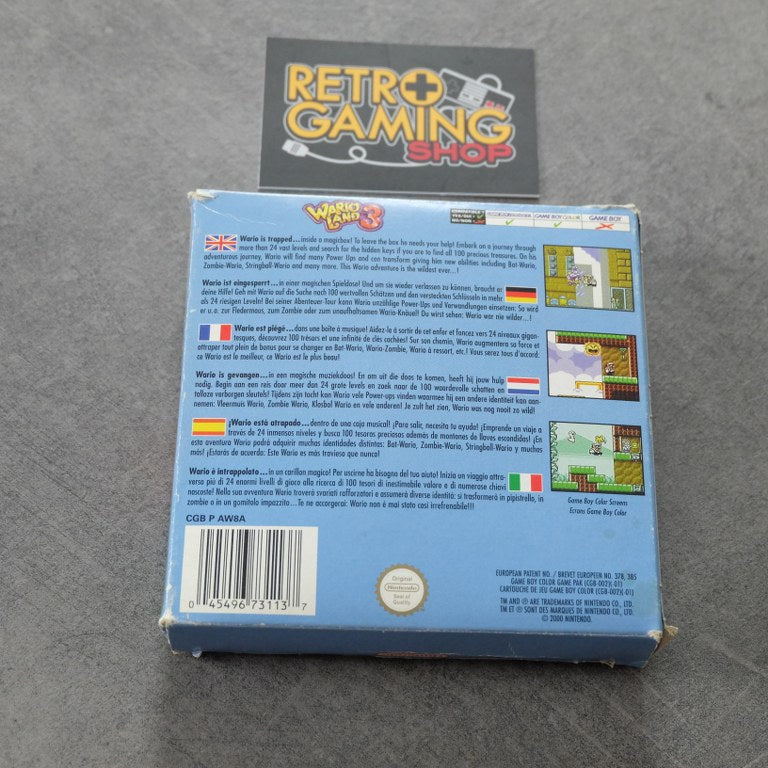 RETRO
GAMING
SHOP
WARIO
LAND 3
GAME BOY COLOR
GAME BOY
Wario is trapped...inside a magicbox! To leave the box he needs your help! Embark on a journey through
more than 24 vast levels and search for the hidden keys if you are to find all 100 precious treasures. On his
adventurous journey, Wario will find many Power Ups and can transform giving him new abilities including Bat-Wario,
Zombie-Wario, Stringball-Wario and many more. This Wario adventure is the wildest ever...!
Wario ist eingesperrt...in einer magischen Spieldose! Und um sie wieder verlassen zu können, braucht er
deine Hilfe! Geh mit Wario auf die Suche nach 100 wertvollen Schätzen und den versteckten Schlüsseln in mehr
als 24 riesigen Leveln! Bei seiner Abenteuer-Tour kann Wario unzählige Power-Ups und Verwandlungen einsetzen: So wird
er u.a. zur Fledermaus, zum Zombie oder zum unaufhaltsamen Wario-Knäuel! Du wirst sehen: Wario war nie wilder...!
Wario est piégé...dans une boîte à musique! Aidez-le à sortir de cet enfer et foncez vers 24 niveaux gigan-
tesques, découvrez 100 trésors et une infinité de clés cachées! Sur son chemin, Wario augmentera sa force et
attrapera tout plein de bonus pour se changer en Bat-Wario, Wario-Zombie, Wario à ressort, etc.! Vous serez tous d'accord:
ce Wario est le meilleur, ce Wario est le plus beau!
Wario is gevangen...in een magische muziekdoos! En om uit die doos te komen, heeft hij jouw hulp
nodig. Begin aan een reis door meer dan 24 grote levels en zoek naar de 100 waardevolle schatten en
talloze verborgen sleutels! Tijdens zijn tocht kan Wario vele Power-ups vinden waarmee hij een andere identiteit kan aan-
nemen: Vleermuis Wario, Zombie Wario, Klosbol Wario en vele anderen! Je zult het zien, Wario was nog nooit zo wild!
¡Wario está atrapado...dentro de una caja musical! ¡Para salir, necesita tu ayuda! ¡Emprende un viaje a
través de 24 inmensos niveles y busca 100 tesoros preciosos además de montones de llaves escondidas! ¡En
esta aventura Wario podrá adquirir muchas identidades distintas: Bat-Wario, Zombie-Wario, Stringball-Wario y muchas
más! ¡Estarás de acuerdo: Este Wario es más travieso que nunca!
Wario è intrappolato...in un carillon magico! Per uscirne ha bisogno del tuo aiuto! Inizia un viaggio attra-
verso più di 24 enormi livelli di gioco alla ricerca di 100 tesori di inestimabile valore e di numerose chiavi
nascoste! Nella sua avventura Wario troverà svariati rafforzatori e assumerà diverse identità: si trasformerà in pipistrello, in
zombie o in un gomitolo impazzito...Te ne accorgerai: Wario non è mai stato così irrefrenabile!!!
Game Boy Color Screens
Ecrans Game Boy Color
CGB P AW8A
0 45496 73113 7
Original
Nintendo
Seal of
Quality
EUROPEAN PATENT NO. / BREVET EUROPEEN NO. 378, 385
GAME BOY COLOR GAME PAK (CGB-002)(-01)
CARTOUCHE DE JEU GAME BOY COLOR (CGB-002)(-01)
TM AND ® ARE TRADEMARKS OF NINTENDO CO., LTD.
TM ET ® SONT DES MARQUES DE NINTENDO CO., LTD.
© 2000 NINTENDO.